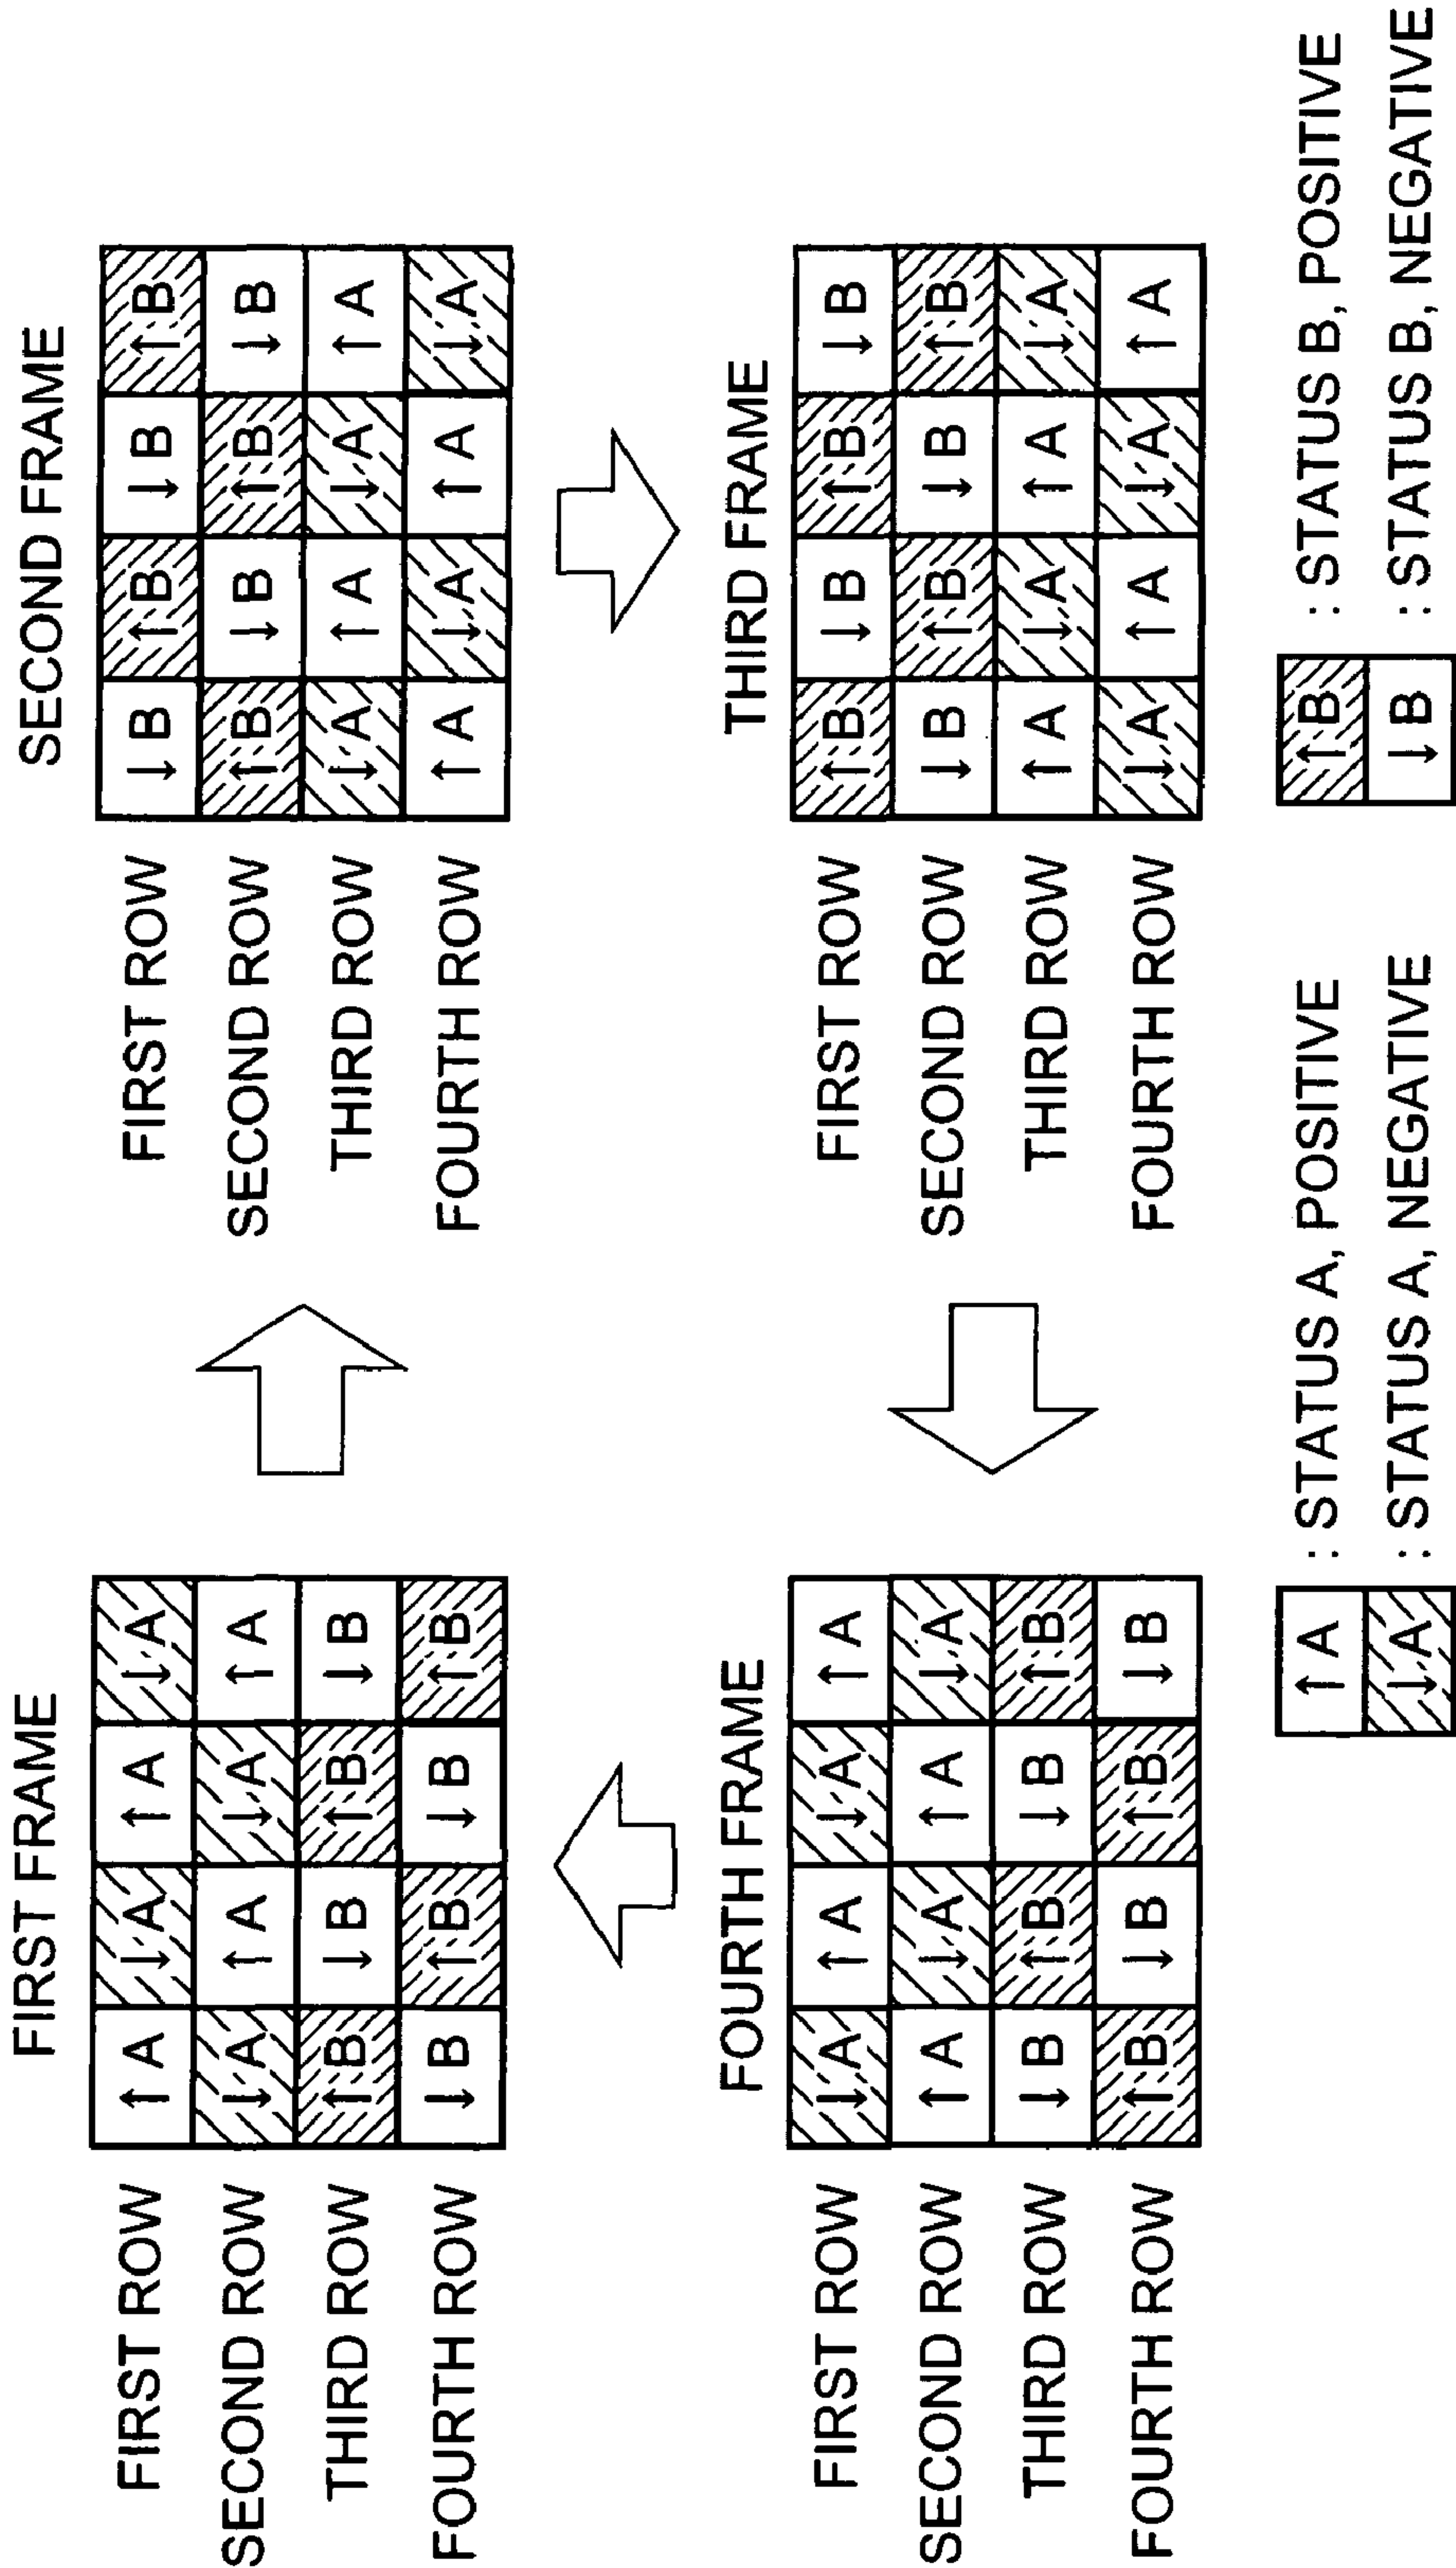 FIRST FRAME
FIRST ROW ↑A ↓A ↑A ↓A
SECOND ROW ↓A ↑A ↓A ↑A
THIRD ROW ↑B ↓B ↑B ↓B
FOURTH ROW ↓B ↑B ↓B ↑B
SECOND FRAME
FIRST ROW ↓B ↑B ↓B ↑B
SECOND ROW ↑B ↓B ↑B ↓B
THIRD ROW ↓A ↑A ↓A ↑A
FOURTH ROW ↑A ↓A ↑A ↓A
FOURTH FRAME
FIRST ROW ↓A ↑A ↓A ↑A
SECOND ROW ↑A ↓A ↑A ↓A
THIRD ROW ↓B ↑B ↓B ↑B
FOURTH ROW ↑B ↓B ↑B ↓B
THIRD FRAME
FIRST ROW ↑B ↓B ↑B ↓B
SECOND ROW ↓B ↑B ↓B ↑B
THIRD ROW ↑A ↓A ↑A ↓A
FOURTH ROW ↓A ↑A ↓A ↑A
↑A : STATUS A, POSITIVE
↓A : STATUS A, NEGATIVE
↑B : STATUS B, POSITIVE
↓B : STATUS B, NEGATIVE